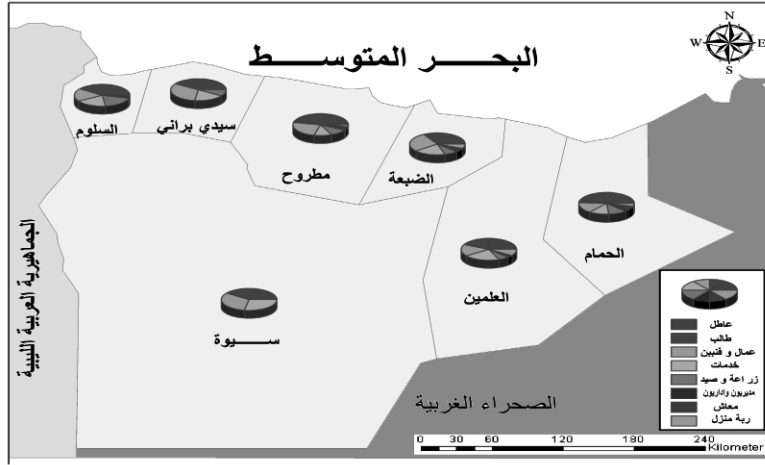 البحـــــر المتوســــــط
N
W E
S
السلوم
سيدي براني
مطروح
الضبعة
الحمام
العلمين
ســـــيوة
الجماهيرية العربية الليبية
الصحراء الغربية
عاطل
طالب
عمال و فنيين
خدمات
زراعة و صيد
مديرون واداريون
معاش
ربة منزل
0 30 60 120 180 240
Kilometer